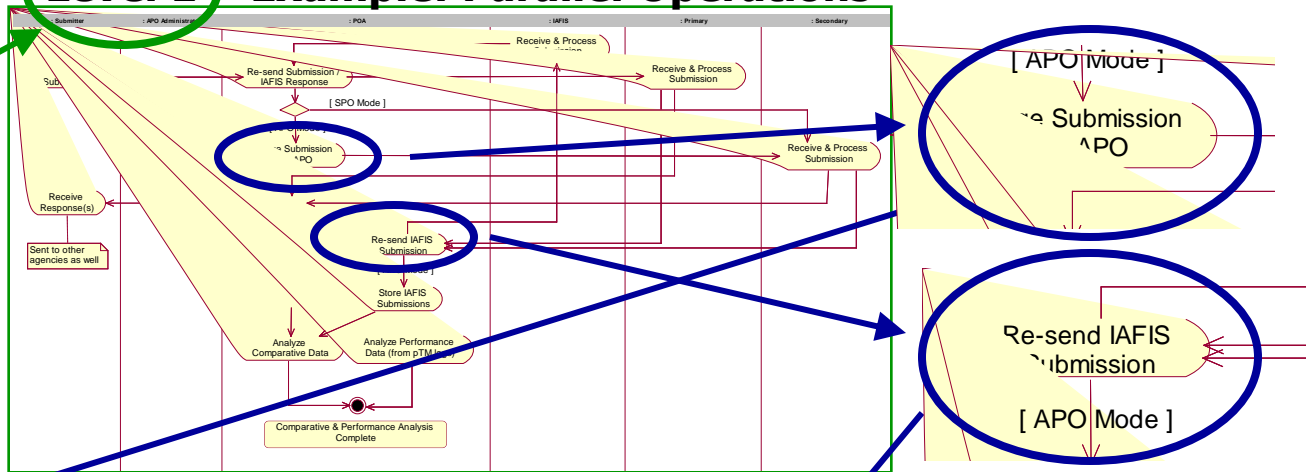 Example: Parallel Operations
: Submitter
: POA
: IAFIS
: Primary
: Secondary
Receive & Process
Re-send Submission /
IAFIS Response
Receive & Process
Submission
[ SPO Mode ]
Submission
APO
Receive & Process
Submission
Receive
Response(s)
Sent to other
agencies as well
Re-send IAFIS
Submission
Store IAFIS
Submissions
Analyze
Comparative Data
Analyze Performance
Data (from pTM logs)
Comparative & Performance Analysis
Complete
[ APO Mode ]
Submission
APO
Re-send IAFIS
Submission
[ APO Mode ]